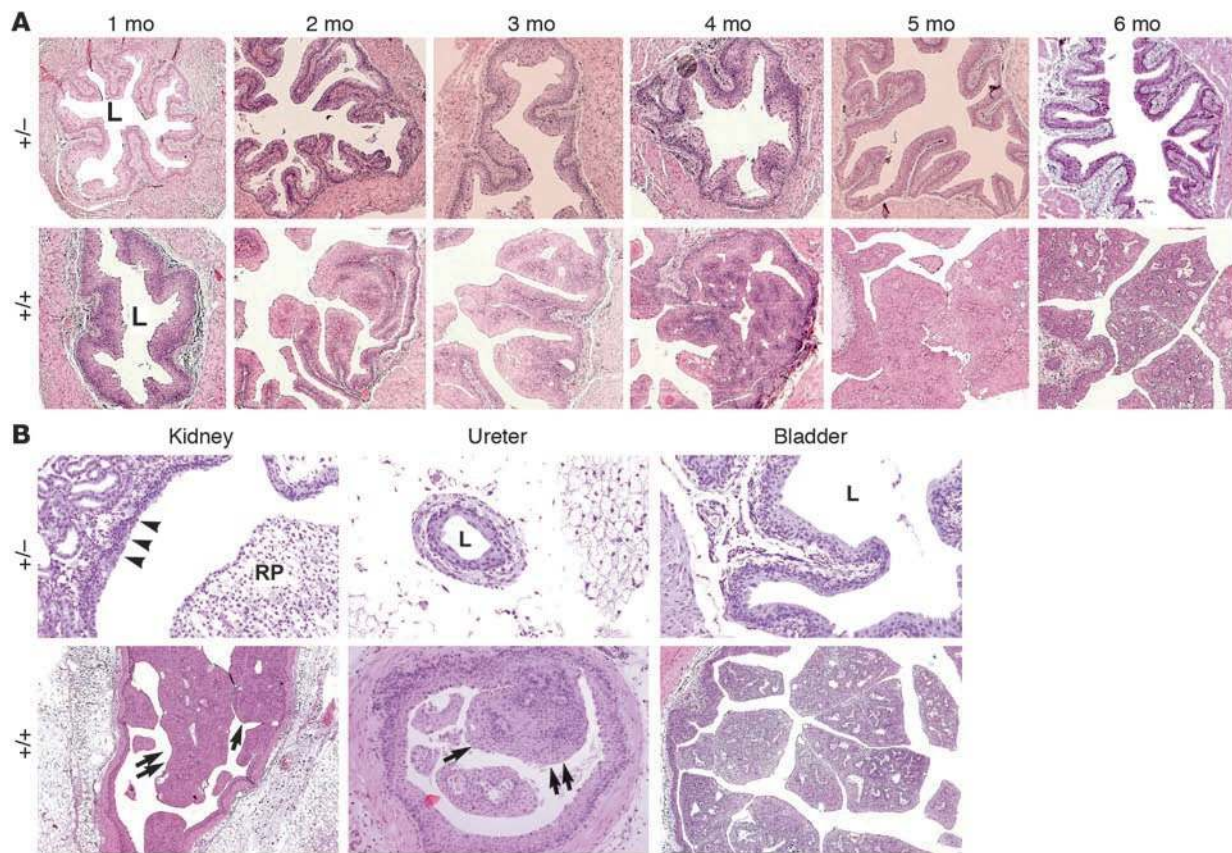 A 1 mo 2 mo 3 mo 4 mo 5 mo 6 mo
+/–
L
+/+
L
B Kidney Ureter Bladder
+/–
RP
L
L
+/+